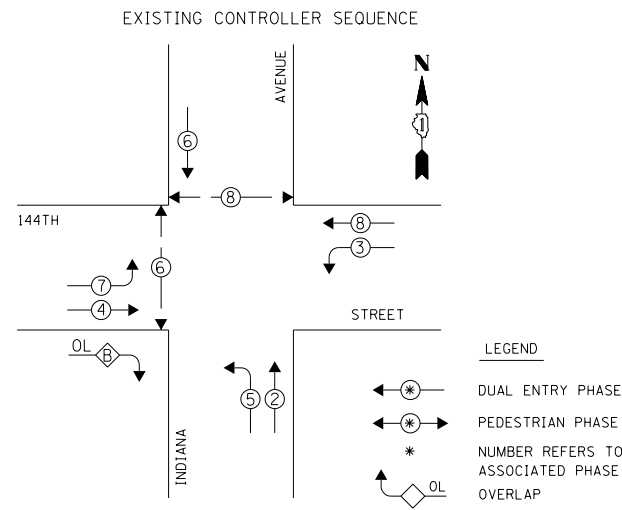 EXISTING CONTROLLER SEQUENCE
AVENUE
N
1
6
8
144TH
8
3
6
7
4
STREET
OL
B
LEGEND
5
2
* DUAL ENTRY PHASE
* PEDESTRIAN PHASE
* NUMBER REFERS TO
ASSOCIATED PHASE
OL
OVERLAP
INDIANA